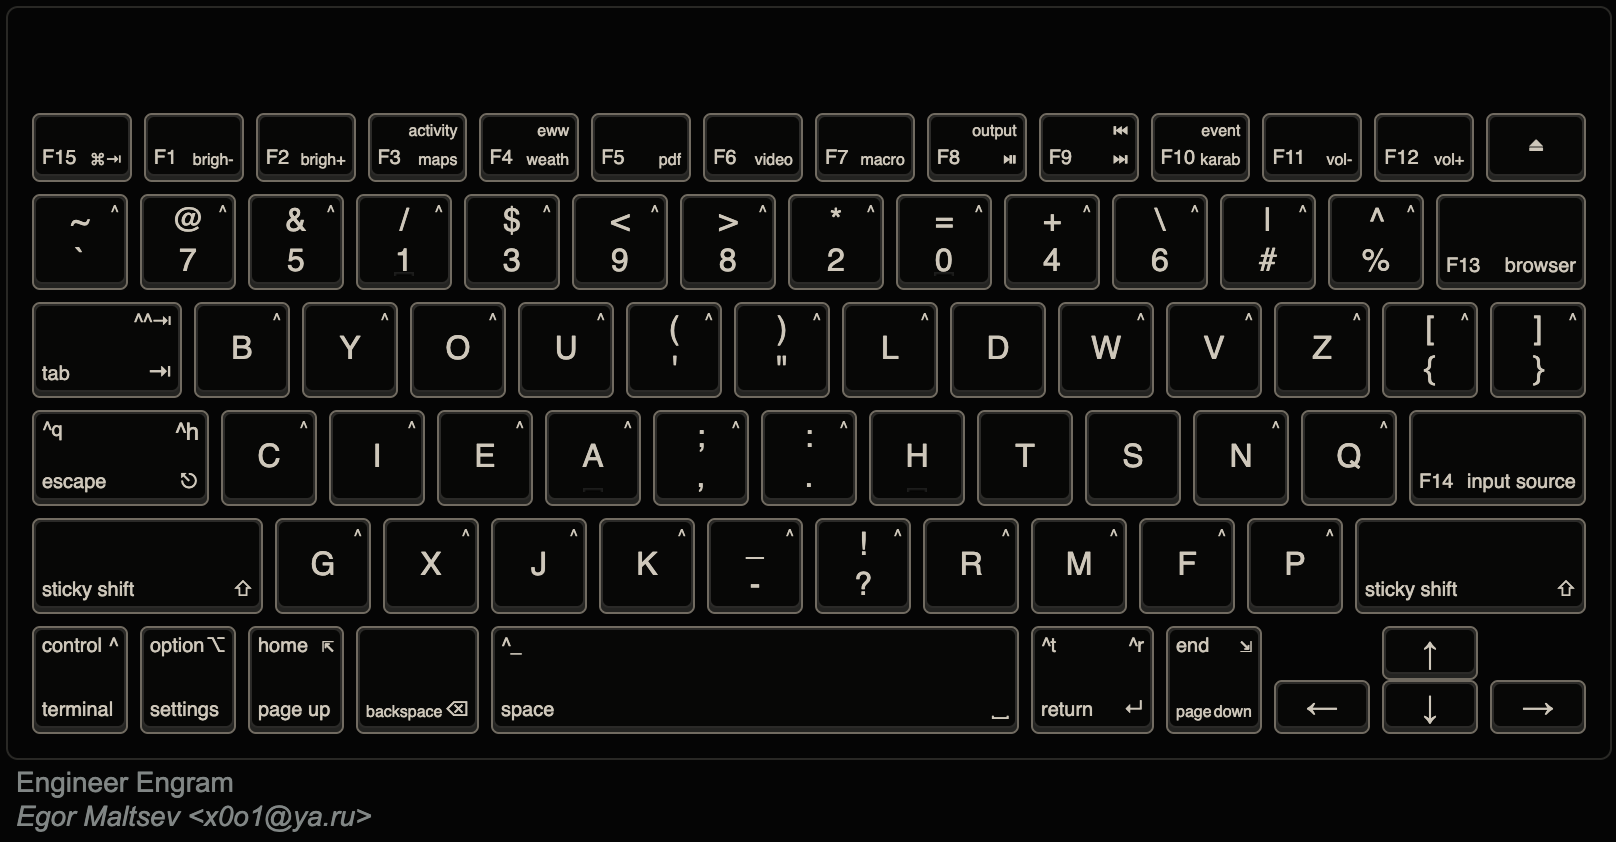 activity eww output ⏮ event
F15 ⌘⇥ F1 brigh- F2 brigh+ F3 maps F4 weath F5 pdf F6 video F7 macro F8 ⏯ F9 ⏭ F10 karab F11 vol- F12 vol+ ⏏
~ ^ @ ^ & ^ / ^ $ ^ < ^ > ^ * ^ = ^ + ^ \ ^ | ^ ^ ^
` 7 5 1 3 9 8 2 0 4 6 # % F13 browser
^^⇥ ^ ^ ^ ^ ( ^ ) ^ ^ ^ ^ ^ [ ^ ] ^
B Y O U ' " L D W V Z { }
tab ⇥
^q ^h ^ ^ ^ ^ ; ^ : ^ ^ ^
C I E A , . H T S N Q
escape ⎋ F14 input source
^ ^ ^ ^ _ ^ ! ^ ^ ^ ^ ^
G X J K - ? R M F P
sticky shift ⇧ sticky shift ⇧
control ^ option ⌥ home ⇱ ^_ ^t ^r end ⇲ ↑
terminal settings page up backspace ⌫ space ⎵ return ↵ page down ← ↓ →
Engineer Engram
Egor Maltsev <x0o1@ya.ru>